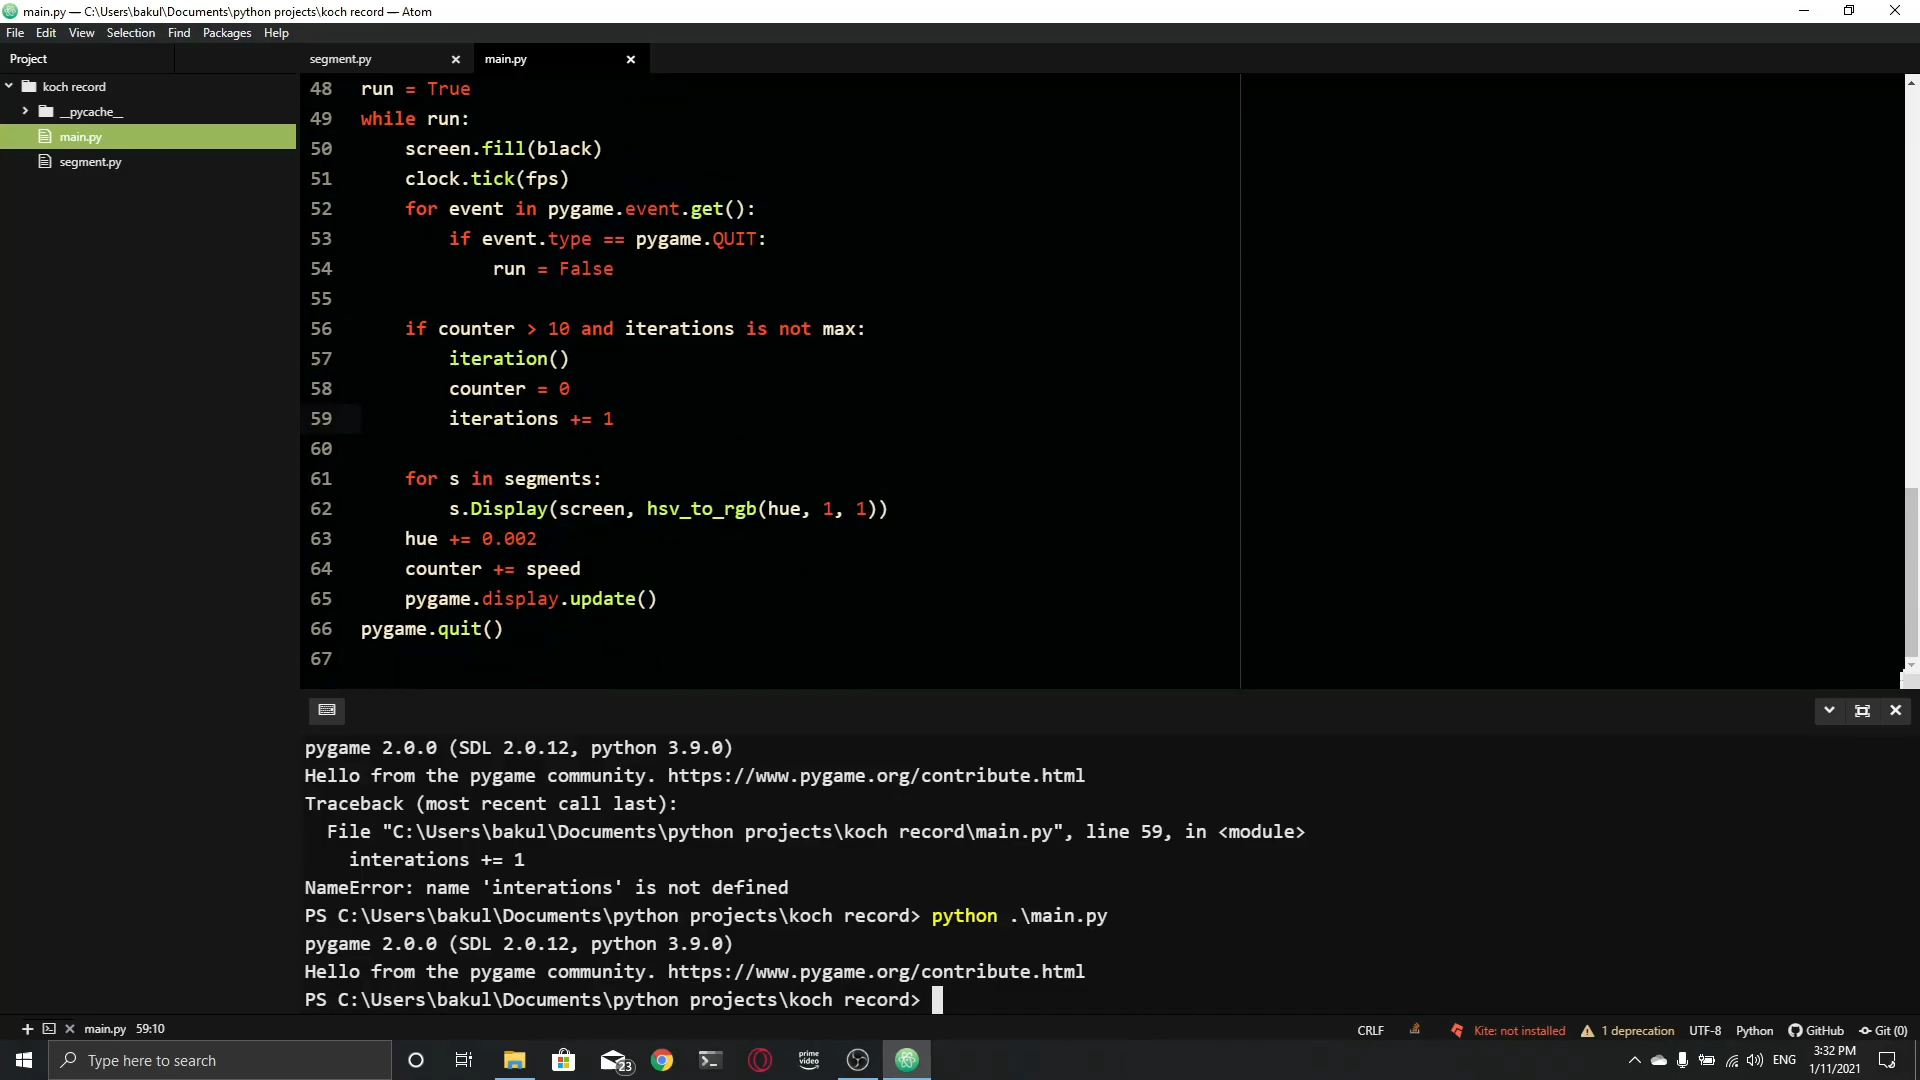 main.py — C:\Users\bakul\Documents\python projects\koch record — Atom
File Edit View Selection Find Packages Help
Project
segment.py
main.py
koch record
__pycache__
main.py
segment.py
48 run = True
49 while run:
50 screen.fill(black)
51 clock.tick(fps)
52 for event in pygame.event.get():
53 if event.type == pygame.QUIT:
54 run = False
55
56 if counter > 10 and iterations is not max:
57 iteration()
58 counter = 0
59 iterations += 1
60
61 for s in segments:
62 s.Display(screen, hsv_to_rgb(hue, 1, 1))
63 hue += 0.002
64 counter += speed
65 pygame.display.update()
66 pygame.quit()
67
pygame 2.0.0 (SDL 2.0.12, python 3.9.0)
Hello from the pygame community. https://www.pygame.org/contribute.html
Traceback (most recent call last):
File "C:\Users\bakul\Documents\python projects\koch record\main.py", line 59, in <module>
interations += 1
NameError: name 'interations' is not defined
PS C:\Users\bakul\Documents\python projects\koch record> python .\main.py
pygame 2.0.0 (SDL 2.0.12, python 3.9.0)
Hello from the pygame community. https://www.pygame.org/contribute.html
PS C:\Users\bakul\Documents\python projects\koch record>
main.py 59:10
CRLF Kite: not installed 1 deprecation UTF-8 Python GitHub Git (0)
Type here to search
23
prime video
ENG
3:32 PM
1/11/2021